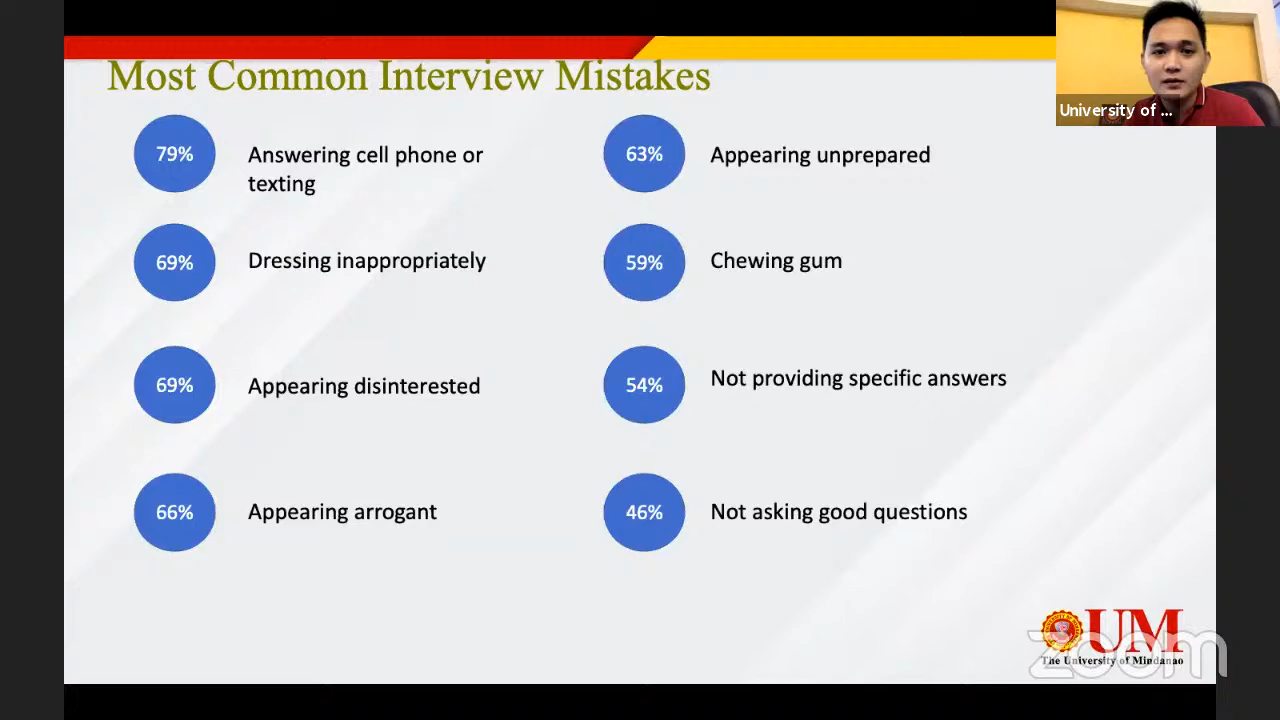 Most Common Interview Mistakes
University of ...
79%
Answering cell phone or
texting
69%
Dressing inappropriately
69%
Appearing disinterested
66%
Appearing arrogant
63%
Appearing unprepared
59%
Chewing gum
54%
Not providing specific answers
46%
Not asking good questions
UM
The University of Mindanao
zoom